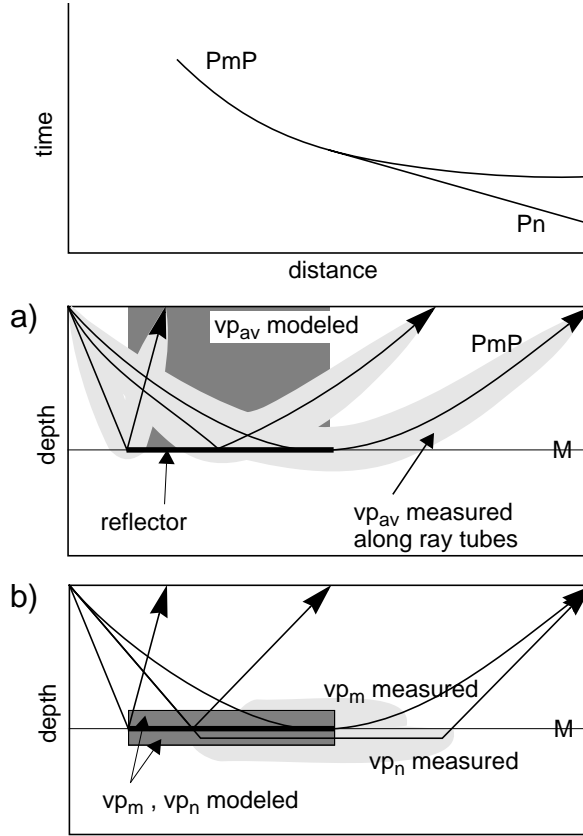 PmP
time
Pn
distance
a)
vp_av modeled
PmP
depth
M
reflector
vp_av measured
along ray tubes
b)
vp_m measured
depth
M
vp_n measured
vp_m , vp_n modeled